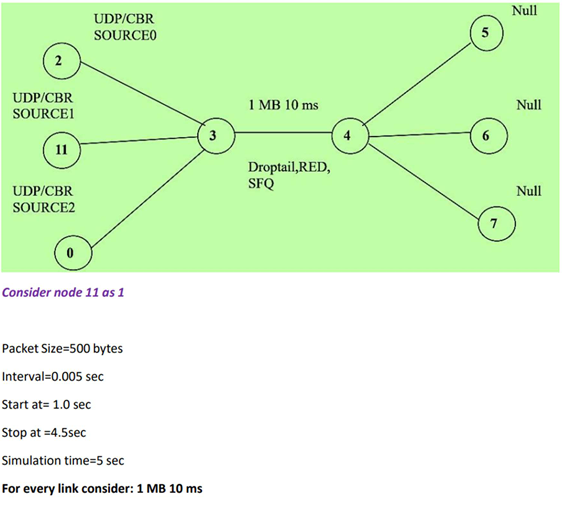 UDP/CBR
SOURCE0
Null
5
2
UDP/CBR
SOURCE1
1 MB 10 ms
Null
11
3
4
6
Droptail,RED,
SFQ
UDP/CBR
SOURCE2
Null
7
0
Consider node 11 as 1
Packet Size=500 bytes
Interval=0.005 sec
Start at= 1.0 sec
Stop at =4.5sec
Simulation time=5 sec
For every link consider: 1 MB 10 ms